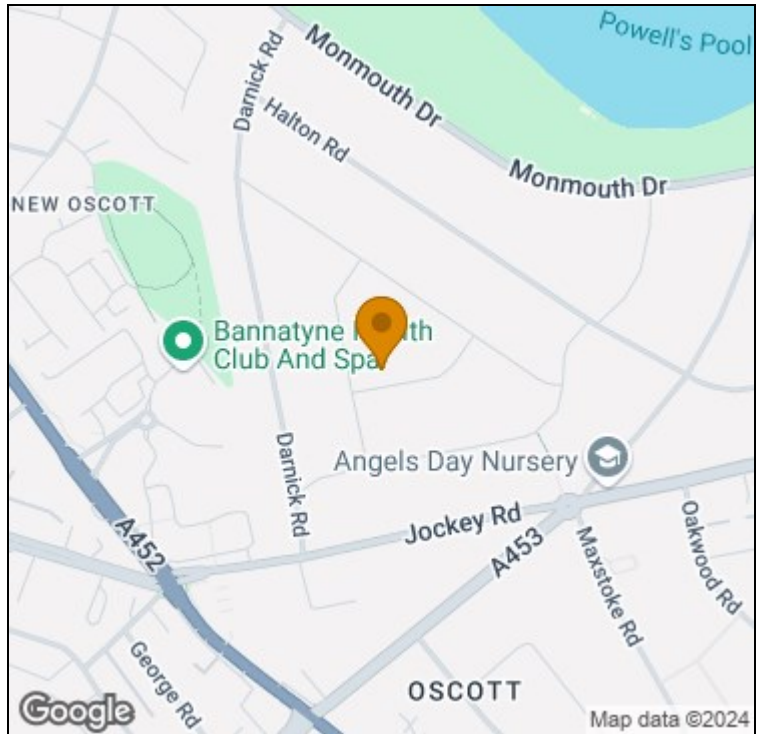 Powell's Pool
Darnick Rd
Monmouth Dr
Halton Rd
Monmouth Dr
NEW OSCOTT
Bannatyne Health
Club And Spa
Angels Day Nursery
Darnick Rd
Jockey Rd
A452
A453
Maxstoke Rd
Oakwood Rd
George Rd
OSCOTT
Google
Map data ©2024